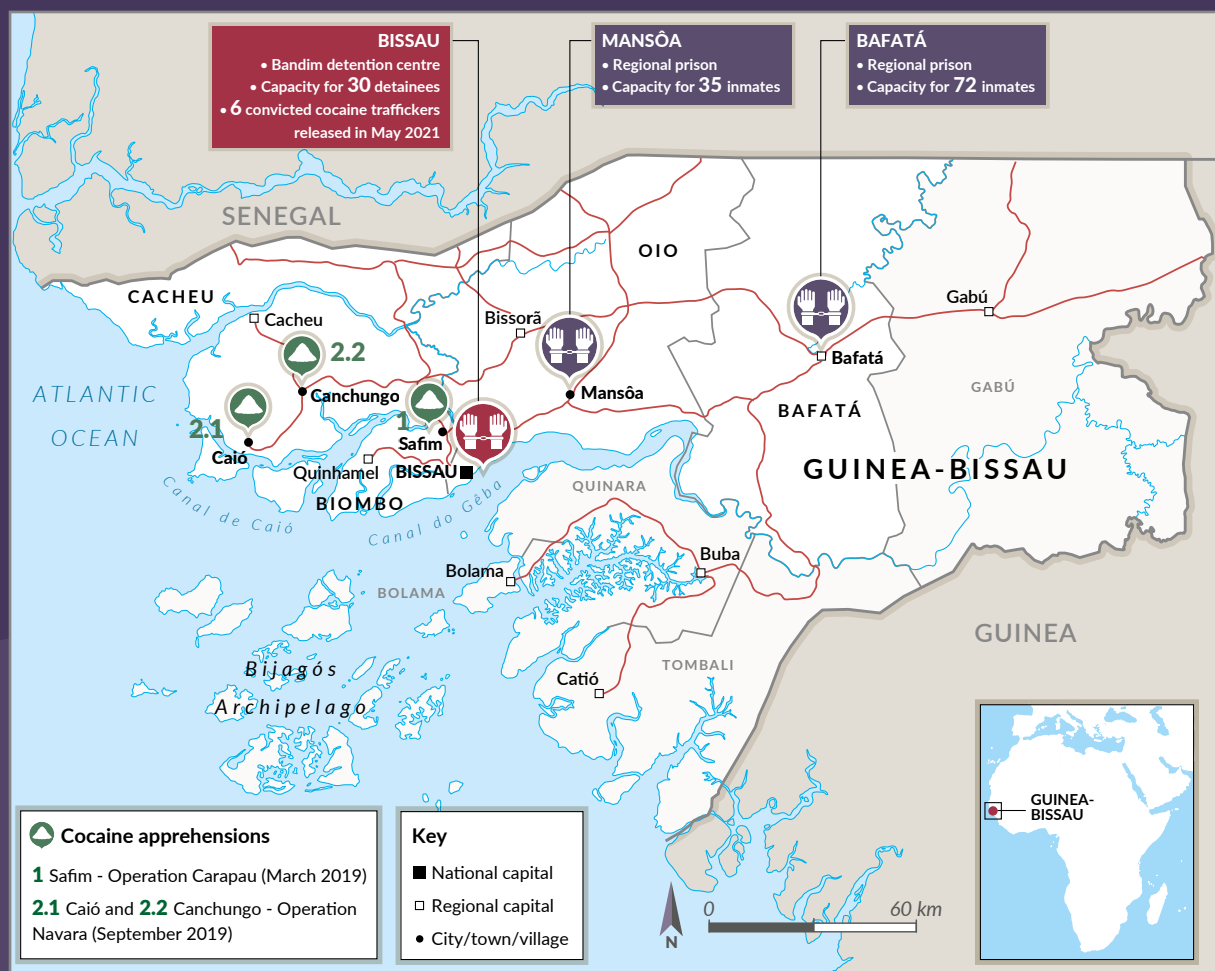 BISSAU
• Bandim detention centre
• Capacity for 30 detainees
• 6 convicted cocaine traffickers
released in May 2021
MANSÔA
• Regional prison
• Capacity for 35 inmates
BAFATÁ
• Regional prison
• Capacity for 72 inmates
SENEGAL
OIO
CACHEU
Cacheu
Bissorã
Gabú
2.2
Bafatá
ATLANTIC
OCEAN
Canchungo
Mansôa
GABÚ
BAFATÁ
2.1
1
Safim
Caió
Quinhamel
BISSAU
GUINEA-BISSAU
BIOMBO
QUINARA
Canal de Caió
Canal do Gêba
Buba
Bolama
BOLAMA
GUINEA
Bijagós
Archipelago
TOMBALI
Catió
Cocaine apprehensions
1 Safim - Operation Carapau (March 2019)
2.1 Caió and 2.2 Canchungo - Operation
Navara (September 2019)
Key
National capital
Regional capital
City/town/village
N
0 60 km
GUINEA-
BISSAU